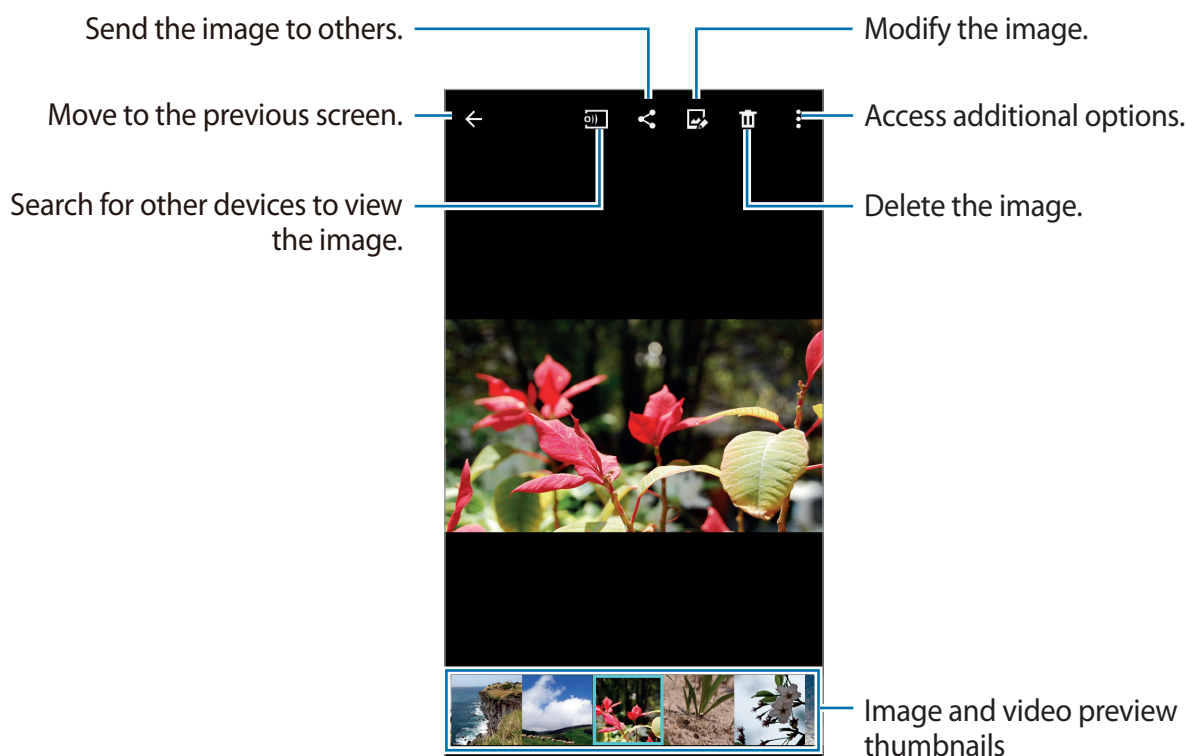 Send the image to others.
Modify the image.
Move to the previous screen.
Access additional options.
Search for other devices to view
the image.
Delete the image.
Image and video preview
thumbnails